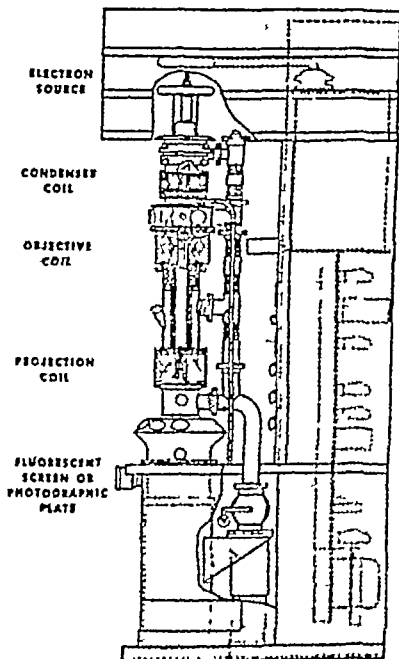 ELECTRON
SOURCE
CONDENSER
COIL
OBJECTIVE
COIL
PROJECTION
COIL
FLUORESCENT
SCREEN OR
PHOTOGRAPHIC
PLATE